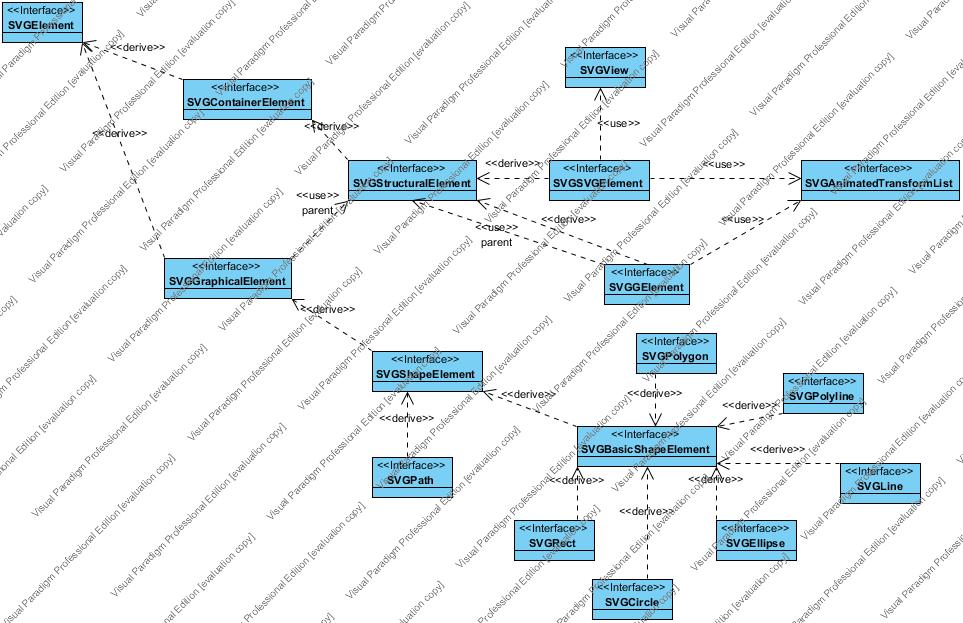 <<Interface>>
SVGElement
<<derive>>
<<Interface>>
SVGContainerElement
<<derive>>
<<derive>>
<<Interface>>
SVGView
<<use>>
<<Interface>>
SVGStructuralElement
<<derive>>
<<Interface>>
SVGSVGElement
<<use>>
<<Interface>>
SVGAnimatedTransformList
<<use>>
parent
<<derive>>
<<use>>
<<use>>
parent
<<Interface>>
SVGGraphicalElement
<<Interface>>
SVGGElement
<<derive>>
<<Interface>>
SVGShapeElement
<<Interface>>
SVGPolygon
<<derive>>
<<derive>>
<<derive>>
<<Interface>>
SVGPolyline
<<derive>>
<<derive>>
<<Interface>>
SVGBasicShapeElement
<<derive>>
<<Interface>>
SVGPath
<<Interface>>
SVGLine
<<derive>>
<<derive>>
<<derive>>
<<Interface>>
SVGRect
<<Interface>>
SVGEllipse
<<Interface>>
SVGCircle
Visual Paradigm Professional Edition [evaluation copy]